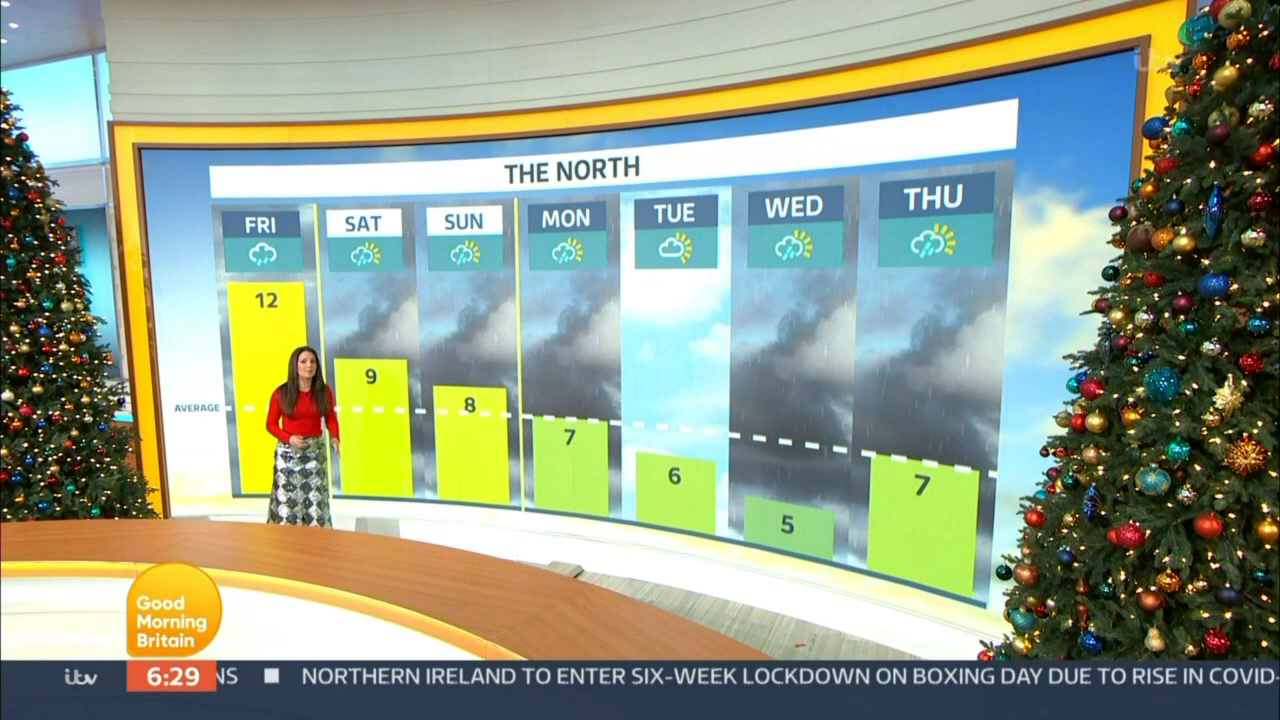 THE NORTH
FRI SAT SUN MON TUE WED THU
12
9
8
7
6
5
7
AVERAGE
Good
Morning
Britain
itv 6:29 NS ■ NORTHERN IRELAND TO ENTER SIX-WEEK LOCKDOWN ON BOXING DAY DUE TO RISE IN COVID-